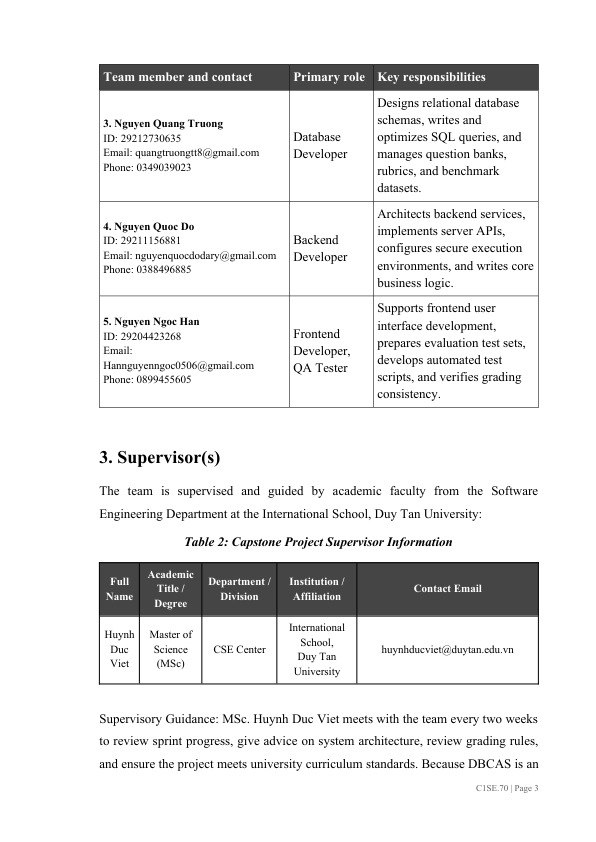 Team member and contact Primary role Key responsibilities
3. Nguyen Quang Truong
ID: 29212730635
Email: quangtruongtt8@gmail.com
Phone: 0349039023
Database
Developer
Designs relational database
schemas, writes and
optimizes SQL queries, and
manages question banks,
rubrics, and benchmark
datasets.
4. Nguyen Quoc Do
ID: 29211156881
Email: nguyenquocdodary@gmail.com
Phone: 0388496885
Backend
Developer
Architects backend services,
implements server APIs,
configures secure execution
environments, and writes core
business logic.
5. Nguyen Ngoc Han
ID: 29204423268
Email:
Hannguyenngoc0506@gmail.com
Phone: 0899455605
Frontend
Developer,
QA Tester
Supports frontend user
interface development,
prepares evaluation test sets,
develops automated test
scripts, and verifies grading
consistency.
3. Supervisor(s)
The team is supervised and guided by academic faculty from the Software
Engineering Department at the International School, Duy Tan University:
Table 2: Capstone Project Supervisor Information
Full
Name
Academic
Title /
Degree
Department /
Division
Institution /
Affiliation
Contact Email
Huynh
Duc
Viet
Master of
Science
(MSc)
CSE Center
International
School,
Duy Tan
University
huynhducviet@duytan.edu.vn
Supervisory Guidance: MSc. Huynh Duc Viet meets with the team every two weeks
to review sprint progress, give advice on system architecture, review grading rules,
and ensure the project meets university curriculum standards. Because DBCAS is an
C1SE.70 | Page 3